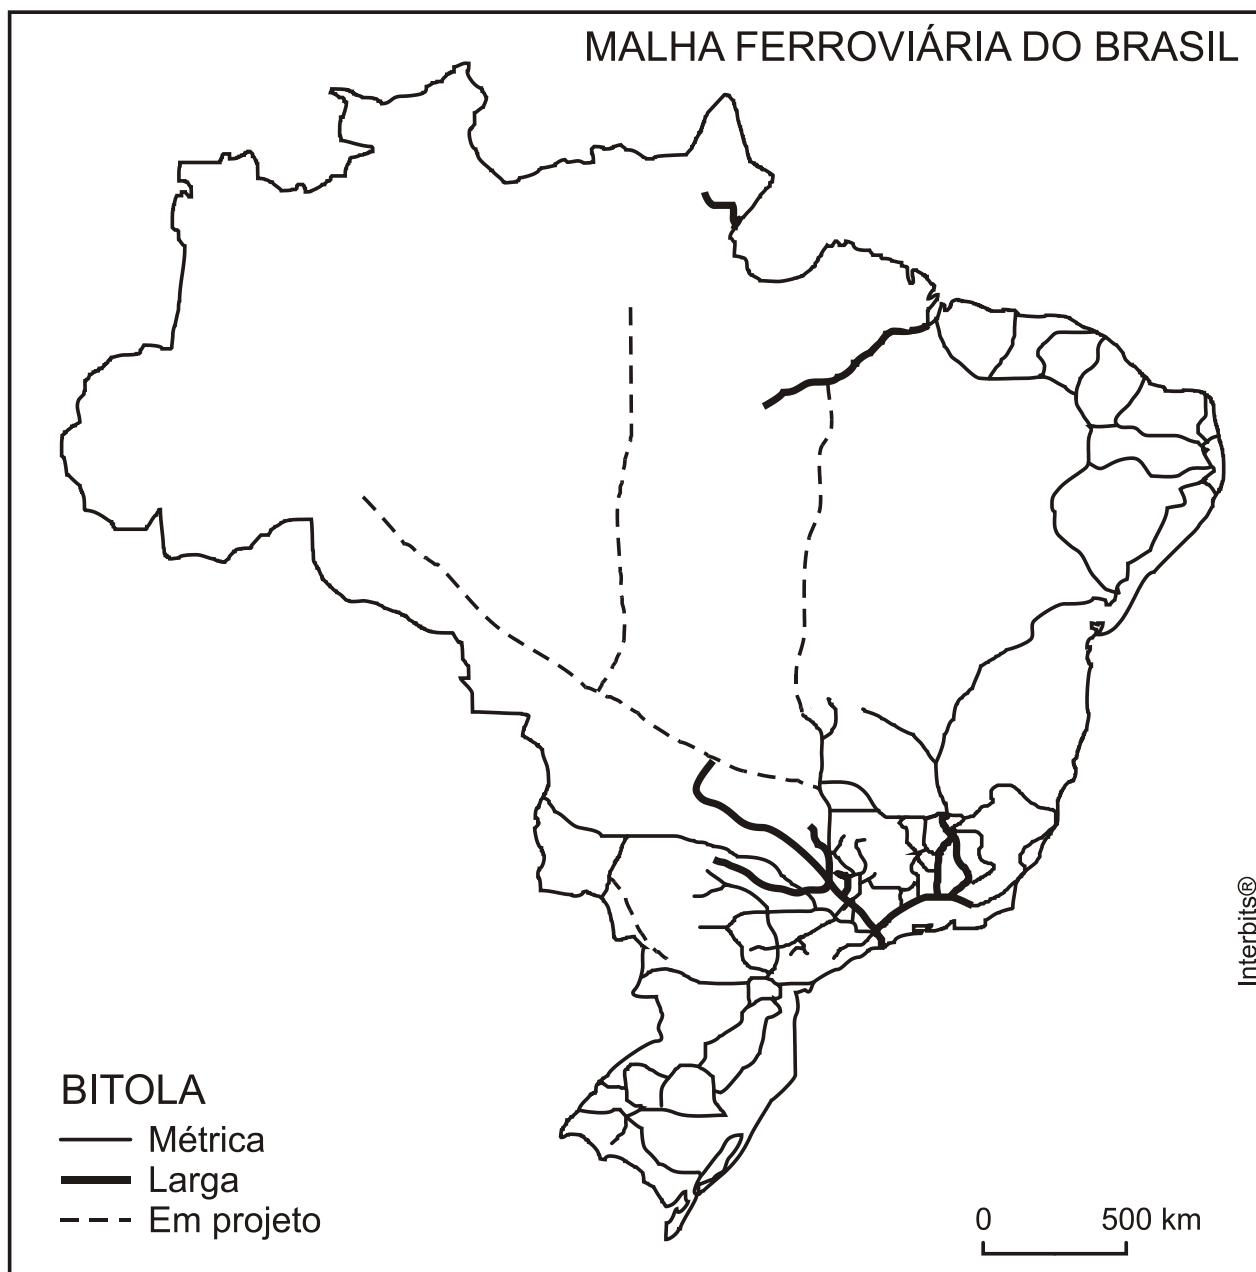 MALHA FERROVIÁRIA DO BRASIL
Interbits®
BITOLA
Métrica
Larga
Em projeto
0 500 km